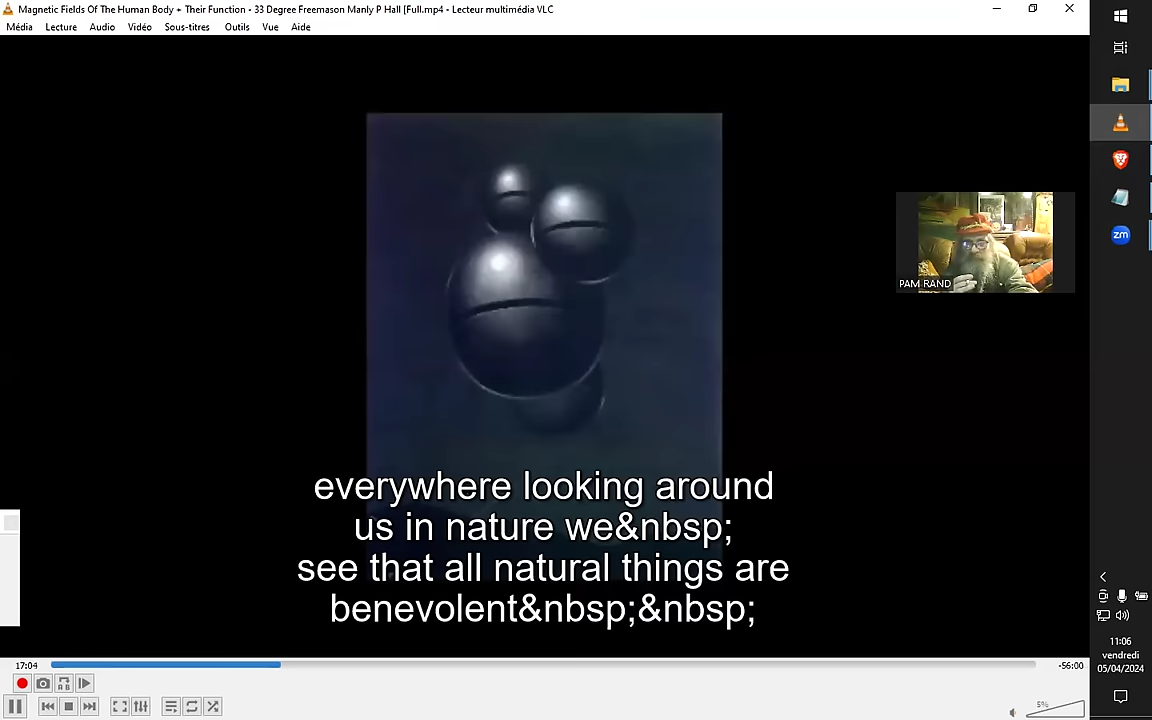 Magnetic Fields Of The Human Body + Their Function - 33 Degree Freemason Manly P Hall [Full.mp4 - Lecteur multimédia VLC
Média Lecture Audio Vidéo Sous-titres Outils Vue Aide
PAM RAND
zm
everywhere looking around
us in nature we&nbsp;
see that all natural things are
benevolent&nbsp;&nbsp;
17:04
-56:00
5%
11:06
vendredi
05/04/2024